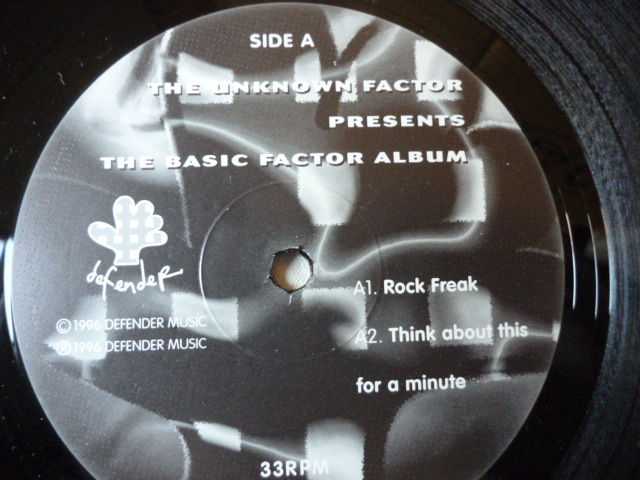 SIDE A
THE UNKNOWN FACTOR
PRESENTS
THE BASIC FACTOR ALBUM
defender
A1. Rock Freak
© 1996 DEFENDER MUSIC
® 1996 DEFENDER MUSIC
A2. Think about this
for a minute
33RPM